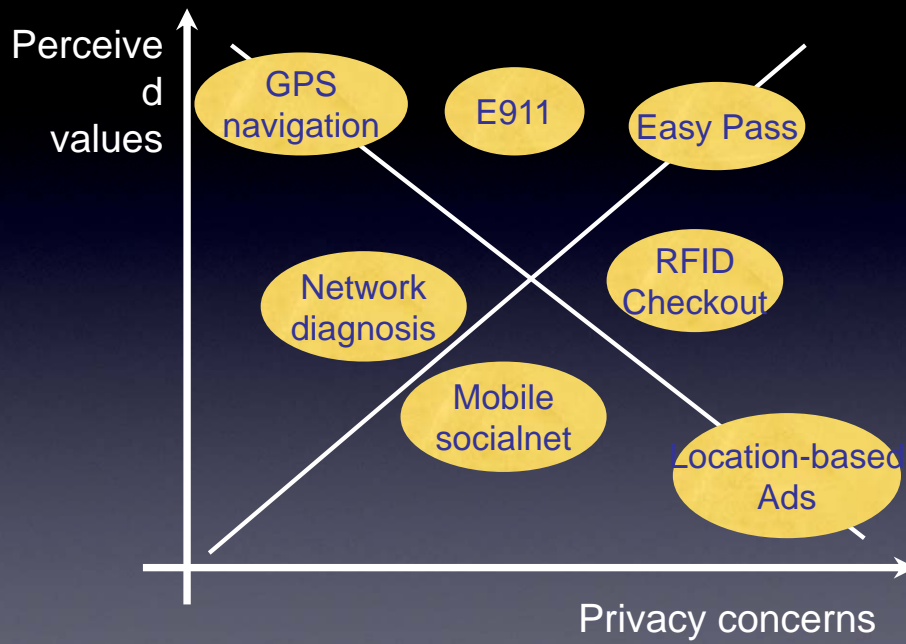 Perceive
d
values
GPS
navigation
E911
Easy Pass
Network
diagnosis
RFID
Checkout
Mobile
socialnet
Location-based
Ads
Privacy concerns